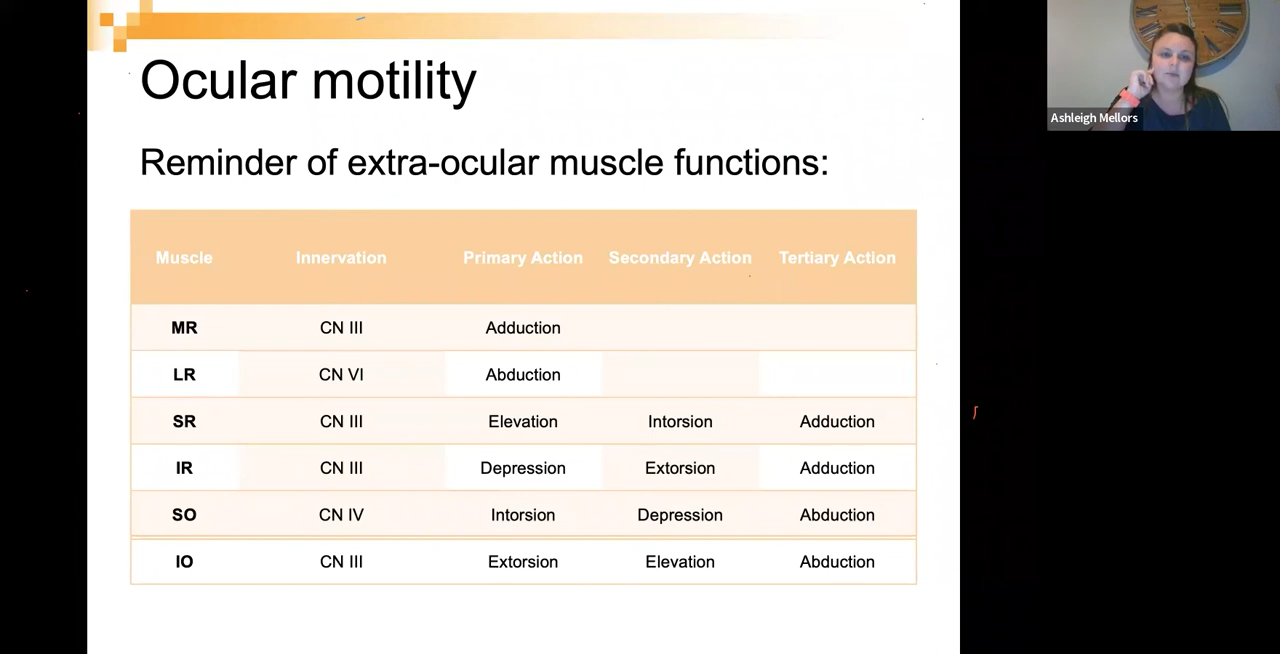 Ocular motility
Reminder of extra-ocular muscle functions:
Muscle Innervation Primary Action Secondary Action Tertiary Action
MR CN III Adduction
LR CN VI Abduction
SR CN III Elevation Intorsion Adduction
IR CN III Depression Extorsion Adduction
SO CN IV Intorsion Depression Abduction
IO CN III Extorsion Elevation Abduction
Ashleigh Mellors